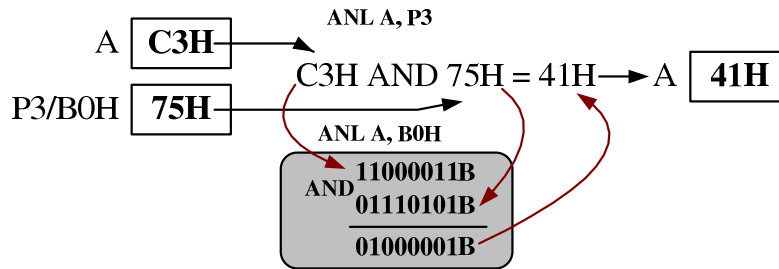 ANL A, P3
A C3H
C3H AND 75H = 41H A 41H
P3/B0H 75H
ANL A, B0H
11000011B
AND
01110101B
01000001B